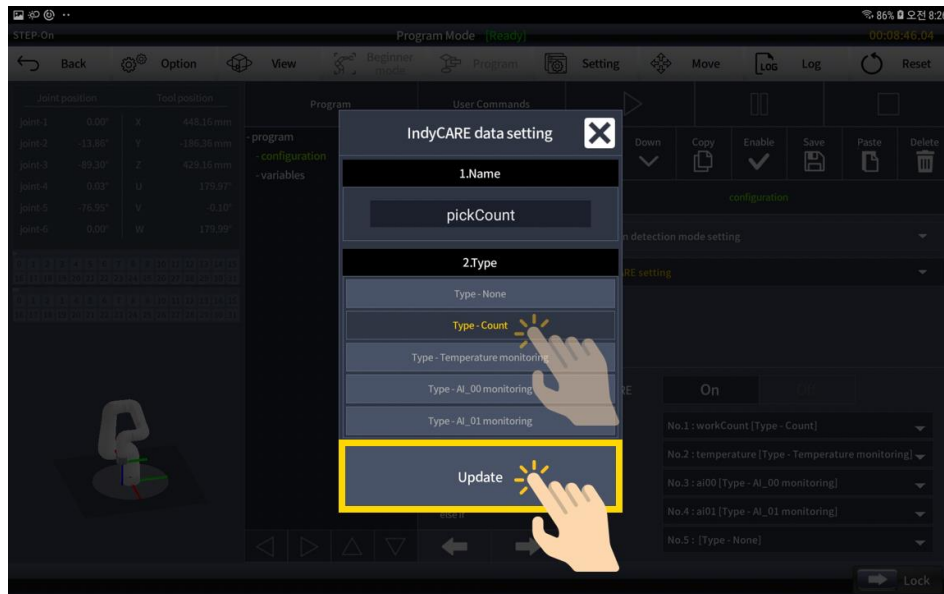 86% 오전 8:26
STEP-On Program Mode [Ready] 00:08:46.04
Back Option View Beginner mode Program Setting Move LOG Log Reset
Joint position Tool position
joint-1 0.00° X 448.16 mm
joint-2 -13.86° Y -186.36 mm
joint-3 -89.30° Z 429.16 mm
joint-4 0.03° U 179.97°
joint-5 -76.95° V -0.10°
joint-6 0.00° W 179.99°
Program User Commands
- program
- configuration
- variables
Down Copy Enable Save Paste Delete
configuration
n detection mode setting
RE setting
IndyCARE data setting
1.Name
pickCount
2.Type
Type - None
Type - Count
Type - Temperature monitoring
Type - AI_00 monitoring
Type - AI_01 monitoring
Update
else if
RE On
No.1 : workCount [Type - Count]
No.2 : temperature [Type - Temperature monitoring]
No.3 : ai00 [Type - AI_00 monitoring]
No.4 : ai01 [Type - AI_01 monitoring]
No.5 : [Type - None]
Lock